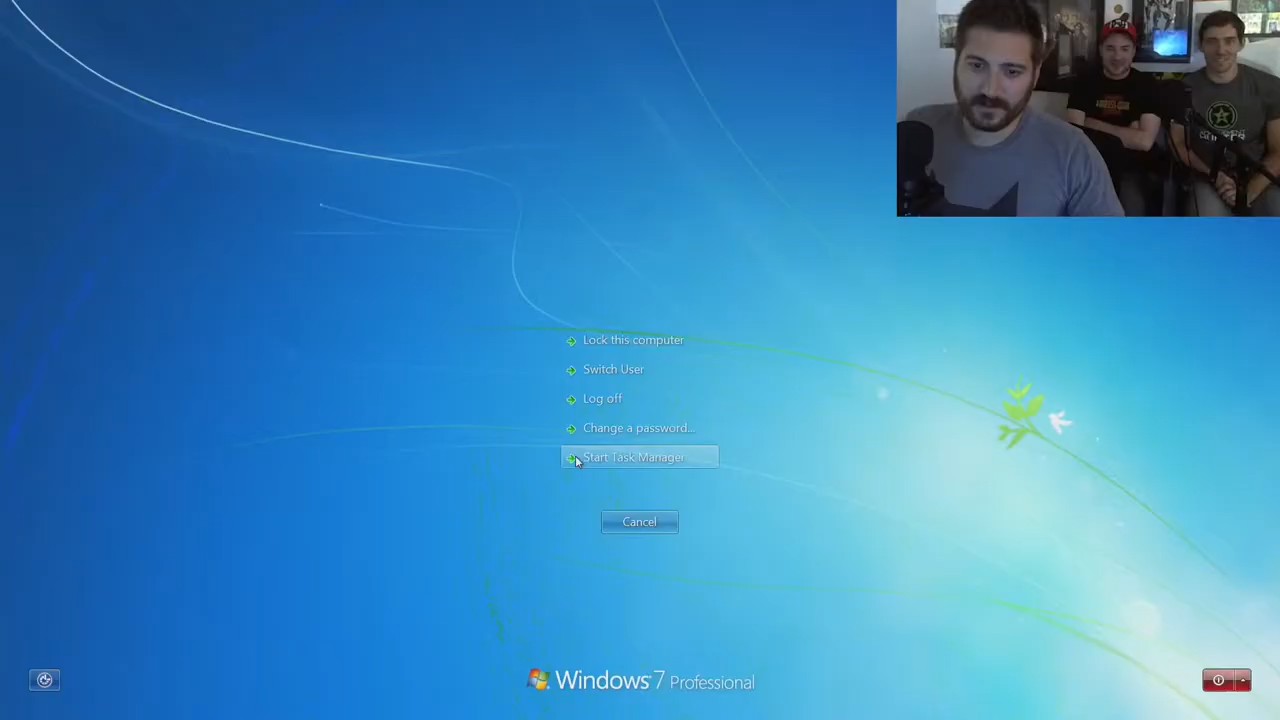 Lock this computer
Switch User
Log off
Change a password...
Start Task Manager
Cancel
Windows 7 Professional